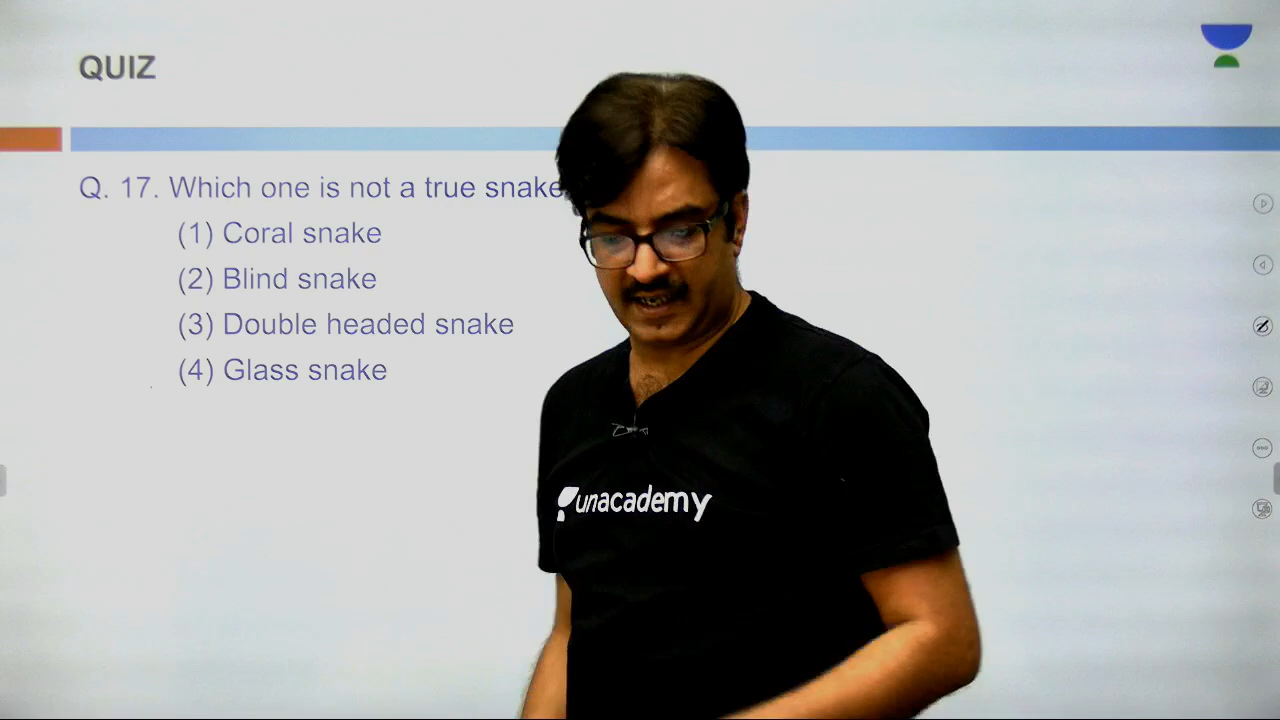 QUIZ
Q. 17. Which one is not a true snake
(1) Coral snake
(2) Blind snake
(3) Double headed snake
(4) Glass snake
unacademy